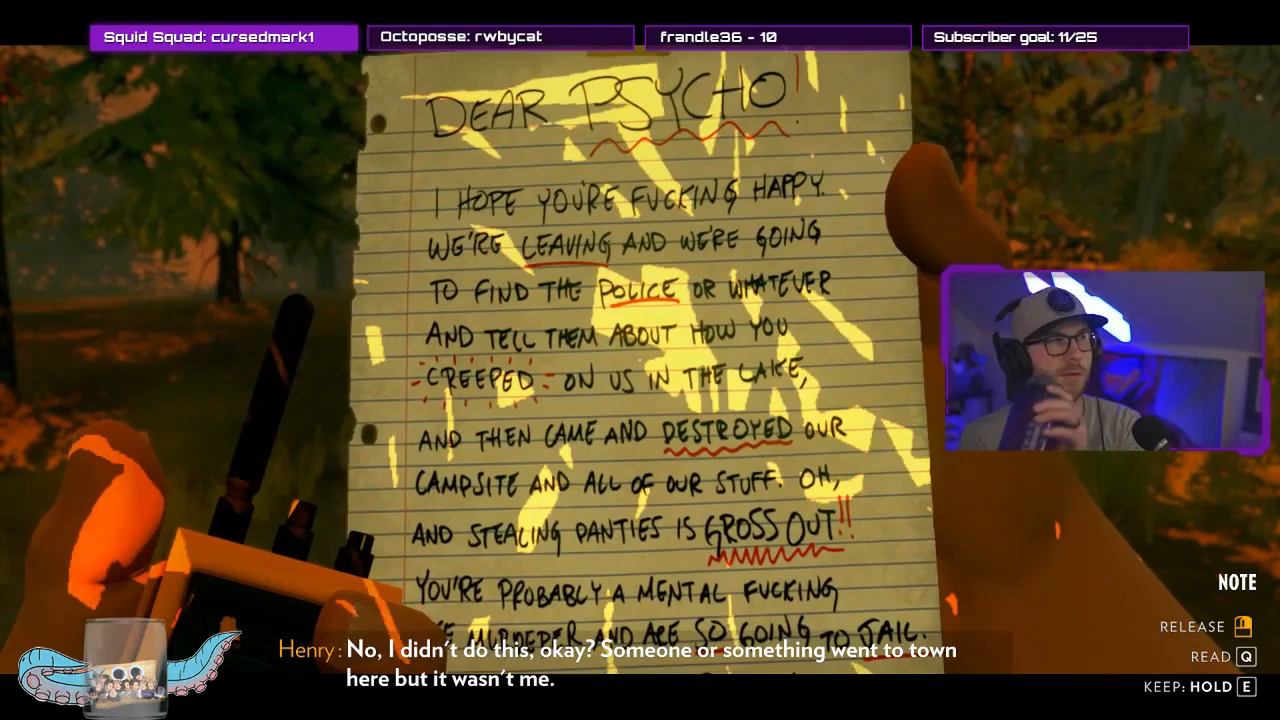 Squid Squad: cursedmark1
Octoposse: rwbycat
frandle36 - 10
Subscriber goal: 11/25
DEAR PSYCHO!
I HOPE YOU'RE FUCKING HAPPY.
WE'RE LEAVING AND WE'RE GOING
TO FIND THE POLICE OR WHATEVER
AND TELL THEM ABOUT HOW YOU
CREEPED ON US IN THE LAKE,
AND THEN CAME AND DESTROYED OUR
CAMPSITE AND ALL OF OUR STUFF. OH,
AND STEALING PANTIES IS GROSS OUT!!
YOU'RE PROBABLY A MENTAL FUCKING
MURDERER AND ARE SO GOING TO JAIL.
Henry: No, I didn't do this, okay? Someone or something went to town
here but it wasn't me.
NOTE
RELEASE
READ Q
KEEP: HOLD E